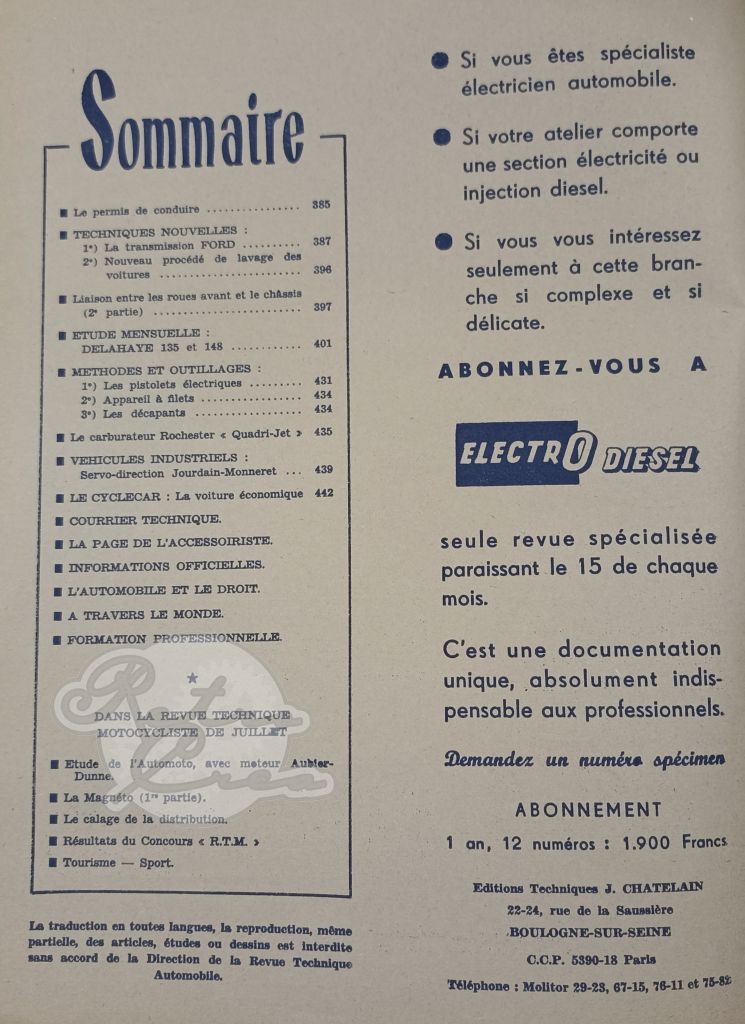 Sommaire
■ Le permis de conduire ................ 385
■ TECHNIQUES NOUVELLES :
1°) La transmission FORD .......... 387
2°) Nouveau procédé de lavage des
voitures ........................ 396
■ Liaison entre les roues avant et le châssis
(2e partie) ......................... 397
■ ETUDE MENSUELLE :
DELAHAYE 135 et 148 ............ 401
■ METHODES ET OUTILLAGES :
1°) Les pistolets électriques ......... 431
2°) Appareil à filets .................. 434
3°) Les décapants .................. 434
■ Le carburateur Rochester « Quadri-Jet » 435
■ VEHICULES INDUSTRIELS :
Servo-direction Jourdain-Monneret ... 439
■ LE CYCLECAR : La voiture économique 442
■ COURRIER TECHNIQUE.
■ LA PAGE DE L'ACCESSOIRISTE.
■ INFORMATIONS OFFICIELLES.
■ L'AUTOMOBILE ET LE DROIT.
■ A TRAVERS LE MONDE.
■ FORMATION PROFESSIONNELLE.
★
DANS LA REVUE TECHNIQUE
MOTOCYCLISTE DE JUILLET
■ Etude de l'Automoto, avec moteur Aubier-
Dunne.
■ La Magnéto (1re partie).
■ Le calage de la distribution.
■ Résultats du Concours « R.T.M. »
■ Tourisme — Sport.
La traduction en toutes langues, la reproduction, même
partielle, des articles, études ou dessins est interdite
sans accord de la Direction de la Revue Technique
Automobile.
● Si vous êtes spécialiste
électricien automobile.
● Si votre atelier comporte
une section électricité ou
injection diesel.
● Si vous vous intéressez
seulement à cette bran-
che si complexe et si
délicate.
ABONNEZ-VOUS A
ELECTRO DIESEL
seule revue spécialisée
paraissant le 15 de chaque
mois.
C'est une documentation
unique, absolument indis-
pensable aux professionnels.
Demandez un numéro spécimen
ABONNEMENT
1 an, 12 numéros : 1.900 Francs
Editions Techniques J. CHATELAIN
22-24, rue de la Saussière
BOULOGNE-SUR-SEINE
C.C.P. 5390-18 Paris
Téléphone : Molitor 29-23, 67-15, 76-11 et 75-82
Retro
Crea